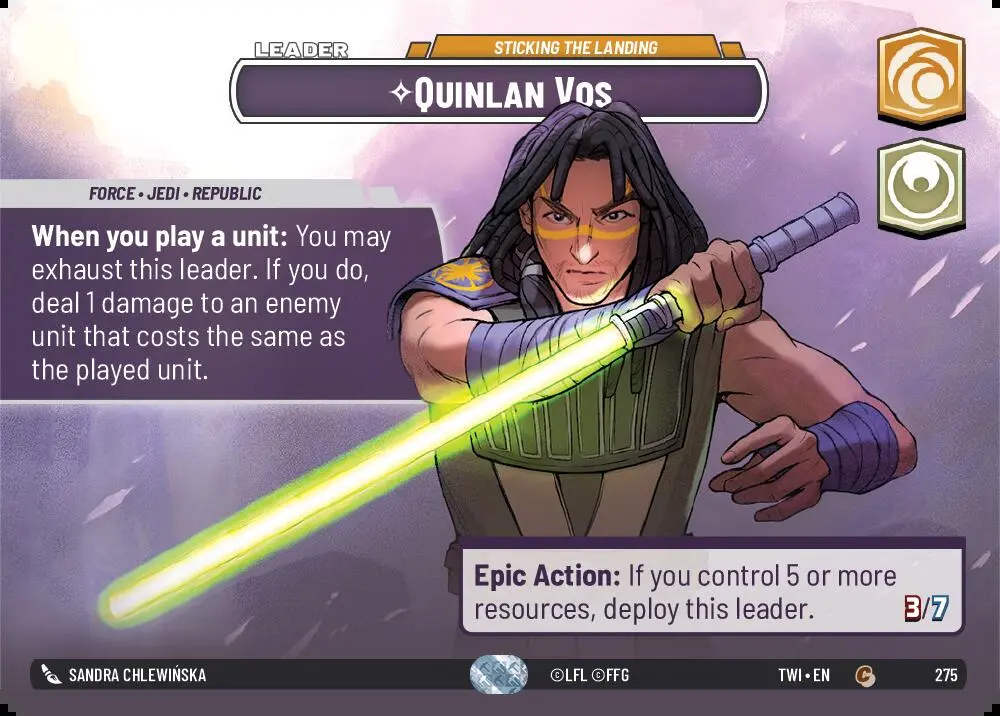 LEADER
STICKING THE LANDING
QUINLAN VOS
FORCE • JEDI • REPUBLIC
When you play a unit: You may
exhaust this leader. If you do,
deal 1 damage to an enemy
unit that costs the same as
the played unit.
Epic Action: If you control 5 or more
resources, deploy this leader.
3/7
SANDRA CHLEWIŃSKA
©LFL ©FFG
TWI • EN
C
275